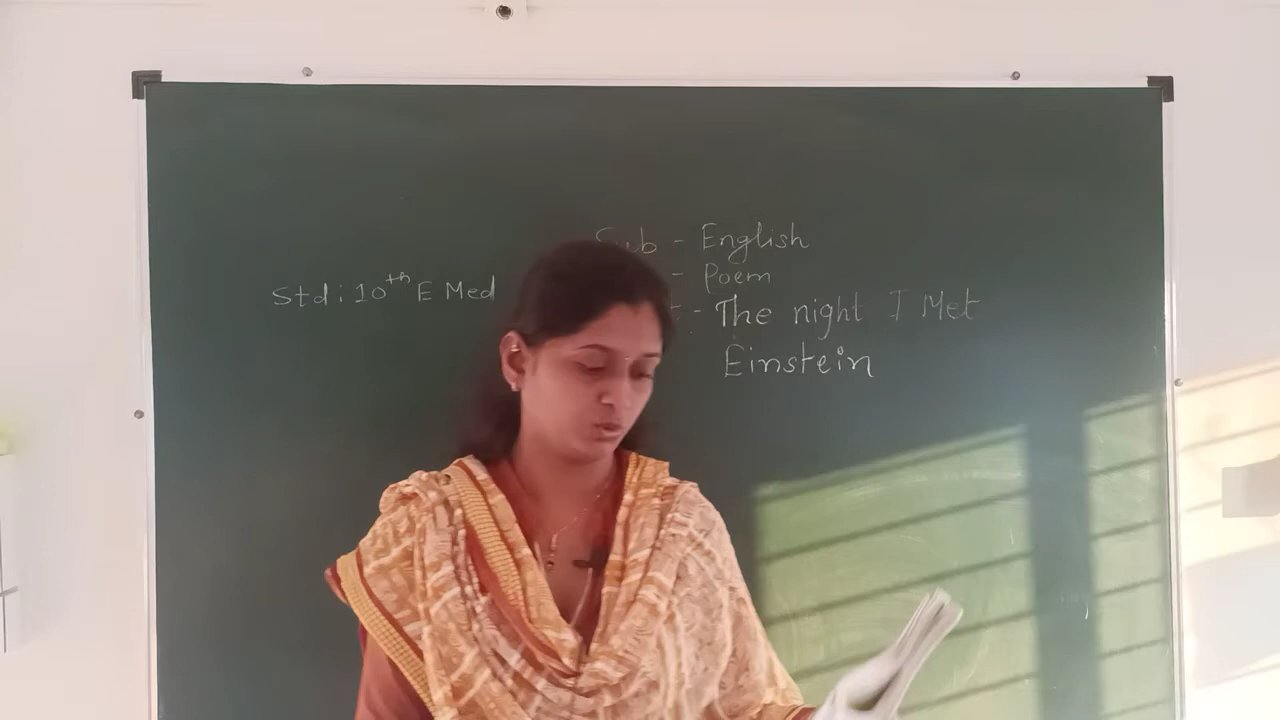 Std: 10th E Med
Sub - English
- Poem
- The night I Met
Einstein